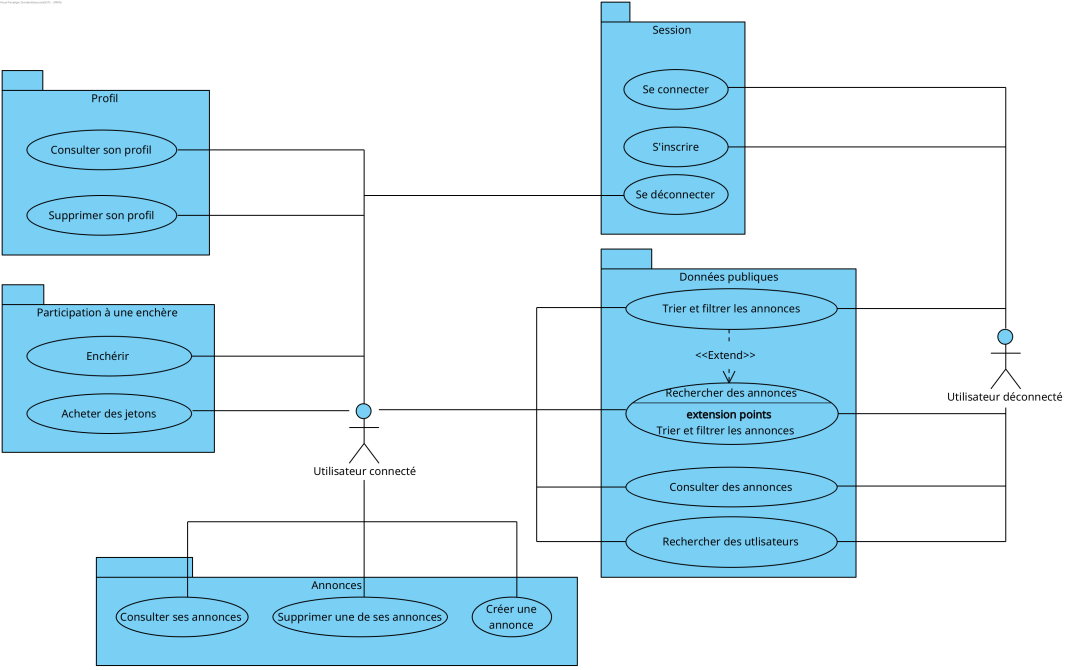 Session
Se connecter
S'inscrire
Se déconnecter
Profil
Consulter son profil
Supprimer son profil
Participation à une enchère
Enchérir
Acheter des jetons
Données publiques
Trier et filtrer les annonces
<<Extend>>
Rechercher des annonces
extension points
Trier et filtrer les annonces
Consulter des annonces
Rechercher des utlisateurs
Utilisateur déconnecté
Utilisateur connecté
Annonces
Consulter ses annonces
Supprimer une de ses annonces
Créer une
annonce